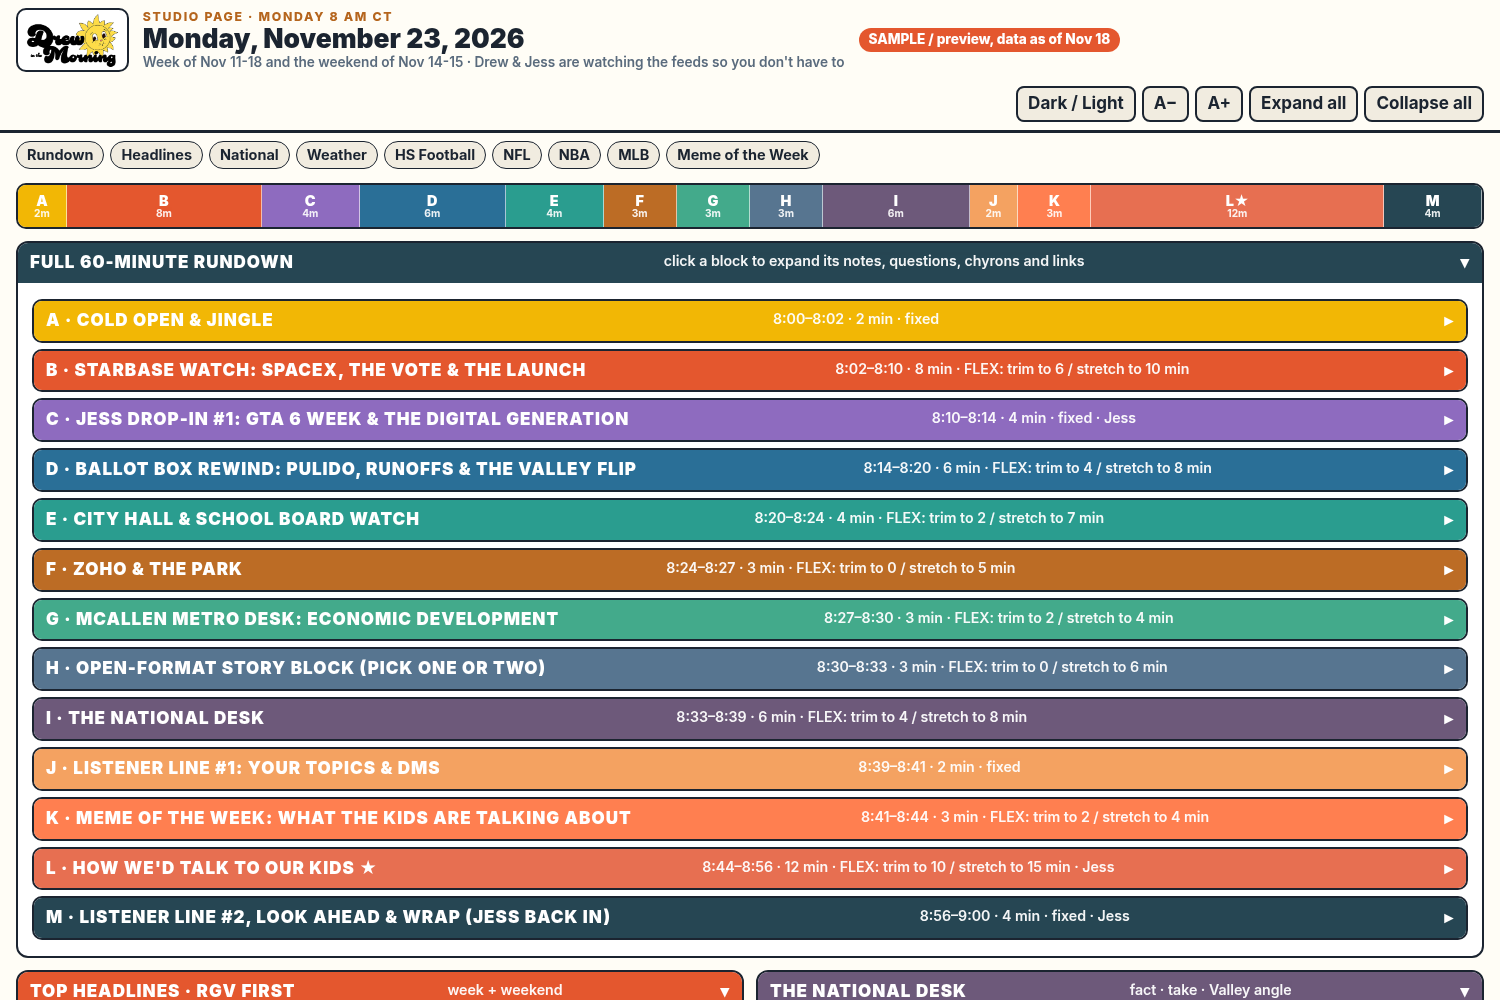 Drew
in the
Morning
STUDIO PAGE · MONDAY 8 AM CT
Monday, November 23, 2026
Week of Nov 11-18 and the weekend of Nov 14-15 · Drew & Jess are watching the feeds so you don't have to
SAMPLE / preview, data as of Nov 18
Dark / Light
A−
A+
Expand all
Collapse all
Rundown
Headlines
National
Weather
HS Football
NFL
NBA
MLB
Meme of the Week
A
2m
B
8m
C
4m
D
6m
E
4m
F
3m
G
3m
H
3m
I
6m
J
2m
K
3m
L★
12m
M
4m
FULL 60-MINUTE RUNDOWN click a block to expand its notes, questions, chyrons and links ▼
A · COLD OPEN & JINGLE 8:00–8:02 · 2 min · fixed ▶
B · STARBASE WATCH: SPACEX, THE VOTE & THE LAUNCH 8:02–8:10 · 8 min · FLEX: trim to 6 / stretch to 10 min ▶
C · JESS DROP-IN #1: GTA 6 WEEK & THE DIGITAL GENERATION 8:10–8:14 · 4 min · fixed · Jess ▶
D · BALLOT BOX REWIND: PULIDO, RUNOFFS & THE VALLEY FLIP 8:14–8:20 · 6 min · FLEX: trim to 4 / stretch to 8 min ▶
E · CITY HALL & SCHOOL BOARD WATCH 8:20–8:24 · 4 min · FLEX: trim to 2 / stretch to 7 min ▶
F · ZOHO & THE PARK 8:24–8:27 · 3 min · FLEX: trim to 0 / stretch to 5 min ▶
G · MCALLEN METRO DESK: ECONOMIC DEVELOPMENT 8:27–8:30 · 3 min · FLEX: trim to 2 / stretch to 4 min ▶
H · OPEN-FORMAT STORY BLOCK (PICK ONE OR TWO) 8:30–8:33 · 3 min · FLEX: trim to 0 / stretch to 6 min ▶
I · THE NATIONAL DESK 8:33–8:39 · 6 min · FLEX: trim to 4 / stretch to 8 min ▶
J · LISTENER LINE #1: YOUR TOPICS & DMS 8:39–8:41 · 2 min · fixed ▶
K · MEME OF THE WEEK: WHAT THE KIDS ARE TALKING ABOUT 8:41–8:44 · 3 min · FLEX: trim to 2 / stretch to 4 min ▶
L · HOW WE'D TALK TO OUR KIDS ★ 8:44–8:56 · 12 min · FLEX: trim to 10 / stretch to 15 min · Jess ▶
M · LISTENER LINE #2, LOOK AHEAD & WRAP (JESS BACK IN) 8:56–9:00 · 4 min · fixed · Jess ▶
TOP HEADLINES · RGV FIRST week + weekend ▼
THE NATIONAL DESK fact · take · Valley angle ▼